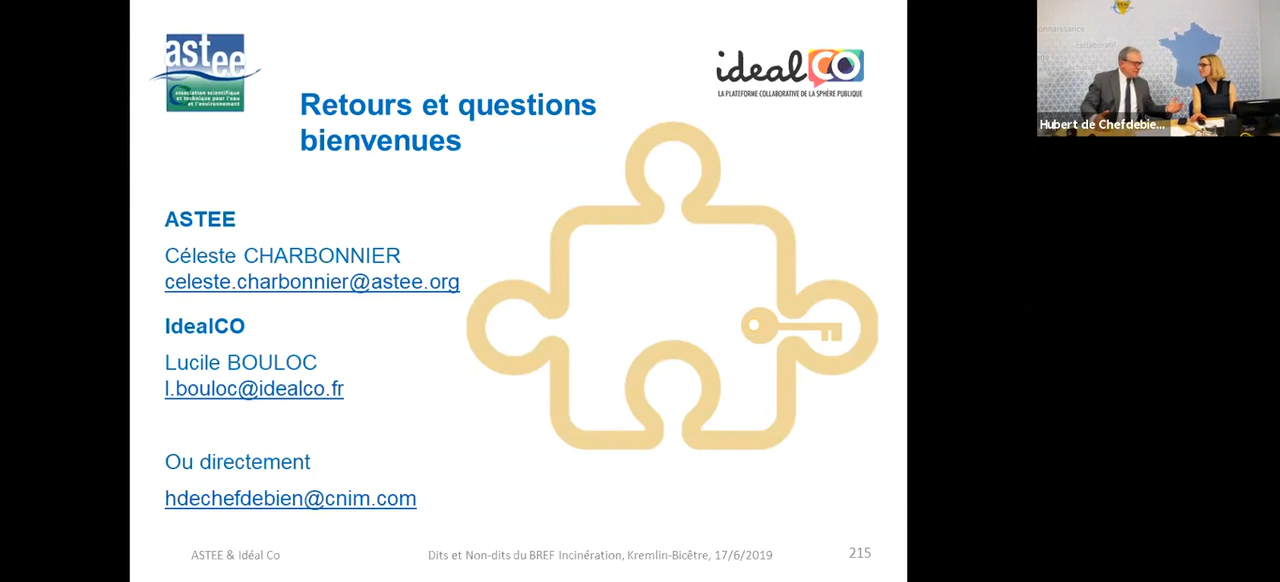 astee
association scientifique
et technique pour l'eau
et l'environnement
idealCO
LA PLATEFORME COLLABORATIVE DE LA SPHÈRE PUBLIQUE
Retours et questions
bienvenues
ASTEE
Céleste CHARBONNIER
celeste.charbonnier@astee.org
IdealCO
Lucile BOULOC
l.bouloc@idealco.fr
Ou directement
hdechefdebien@cnim.com
ASTEE & Idéal Co
Dits et Non-dits du BREF Incinération, Kremlin-Bicêtre, 17/6/2019
215
connaissance
collaboratif
Hubert de Chefdebie...